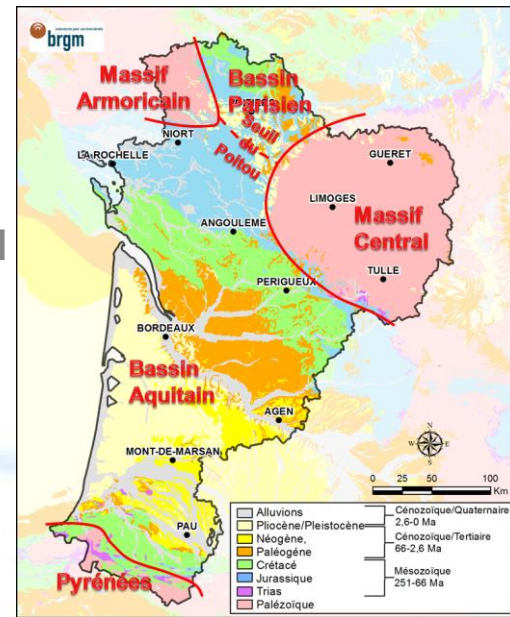 brgm
Massif
Armoricain
Bassin
Parisien
Seuil
du
Poitou
NIORT
LA ROCHELLE
GUERET
LIMOGES
Massif
Central
ANGOULEME
TULLE
PERIGUEUX
BORDEAUX
Bassin
Aquitain
AGEN
MONT-DE-MARSAN
PAU
Pyrénées
N
W
E
S
0 25 50 100
Km
Alluvions
Pliocène/Pleistocène
Néogène,
Paléogène
Crétacé
Jurassique
Trias
Palézoïque
Cénozoïque/Quaternaire
2,6-0 Ma
Cénozoïque/Tertiaire
66-2,6 Ma
Mésozoïque
251-66 Ma